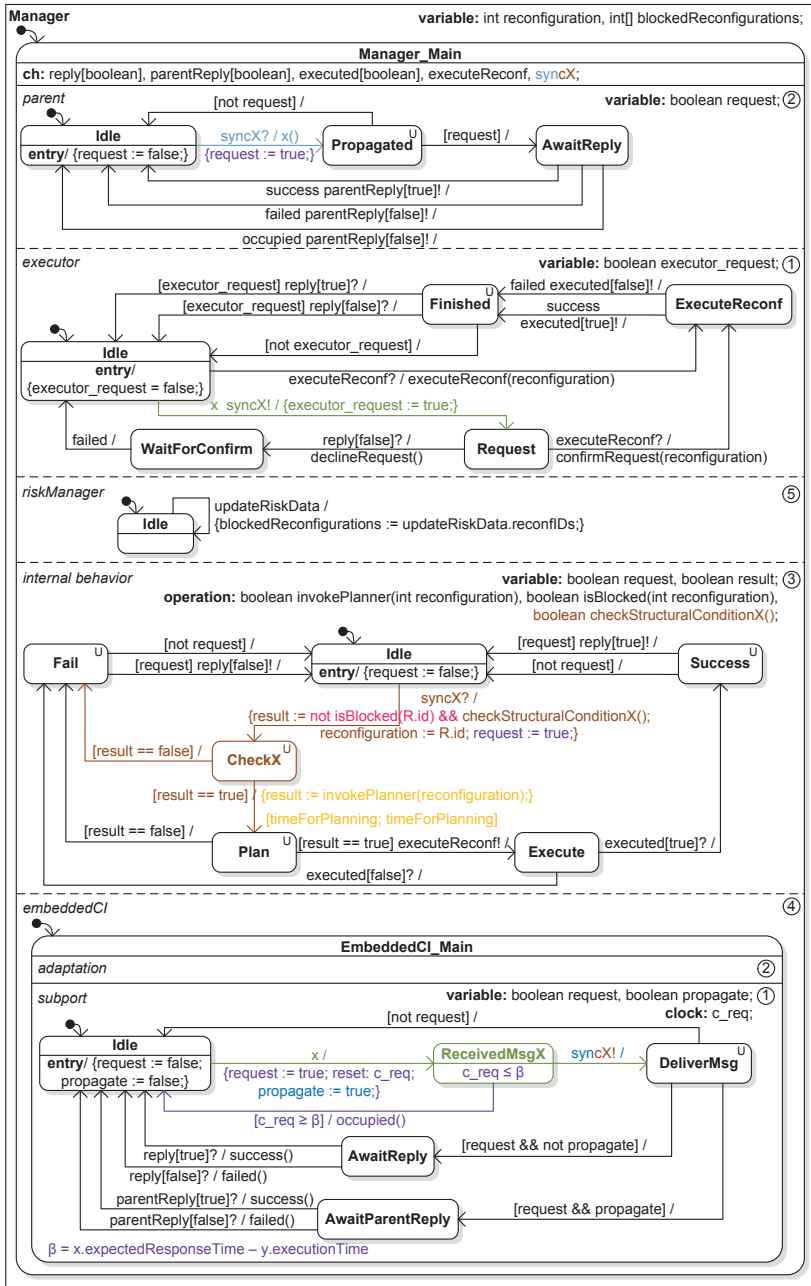 Manager
variable: int reconfiguration, int[] blockedReconfigurations;
Manager_Main
ch: reply[boolean], parentReply[boolean], executed[boolean], executeReconf, syncX;
parent
variable: boolean request; ②
[not request] /
Idle
entry/ {request := false;}
syncX? / x()
{request := true;}
Propagated
U
[request] /
AwaitReply
success parentReply[true]! /
failed parentReply[false]! /
occupied parentReply[false]! /
executor
variable: boolean executor_request; ①
[executor_request] reply[true]? /
[executor_request] reply[false]? /
Finished
U
failed executed[false]! /
success
executed[true]! /
ExecuteReconf
[not executor_request] /
Idle
entry/
{executor_request = false;}
executeReconf? / executeReconf(reconfiguration)
x syncX! / {executor_request := true;}
failed /
WaitForConfirm
reply[false]? /
declineRequest()
Request
executeReconf? /
confirmRequest(reconfiguration)
riskManager
⑤
Idle
updateRiskData /
{blockedReconfigurations := updateRiskData.reconfIDs;}
internal behavior
variable: boolean request, boolean result; ③
operation: boolean invokePlanner(int reconfiguration), boolean isBlocked(int reconfiguration),
boolean checkStructuralConditionX();
Fail
U
[not request] /
[request] reply[false]! /
Idle
entry/ {request := false;}
[request] reply[true]! /
[not request] /
Success
U
syncX? /
{result := not isBlocked(R.id) && checkStructuralConditionX();
reconfiguration := R.id; request := true;}
[result == false] /
CheckX
U
[result == true] / {result := invokePlanner(reconfiguration);}
[timeForPlanning; timeForPlanning]
[result == false] /
Plan
U
[result == true] executeReconf! /
Execute
executed[true]? /
executed[false]? /
embeddedCI
④
EmbeddedCI_Main
adaptation
②
subport
variable: boolean request, boolean propagate; ①
clock: c_req;
[not request] /
Idle
entry/ {request := false;
propagate := false;}
x /
{request := true; reset: c_req;
propagate := true;}
ReceivedMsgX
c_req ≤ β
syncX! /
DeliverMsg
U
[c_req ≥ β] / occupied()
reply[true]? / success()
reply[false]? / failed()
AwaitReply
[request && not propagate] /
parentReply[true]? / success()
parentReply[false]? / failed()
AwaitParentReply
[request && propagate] /
β = x.expectedResponseTime – y.executionTime